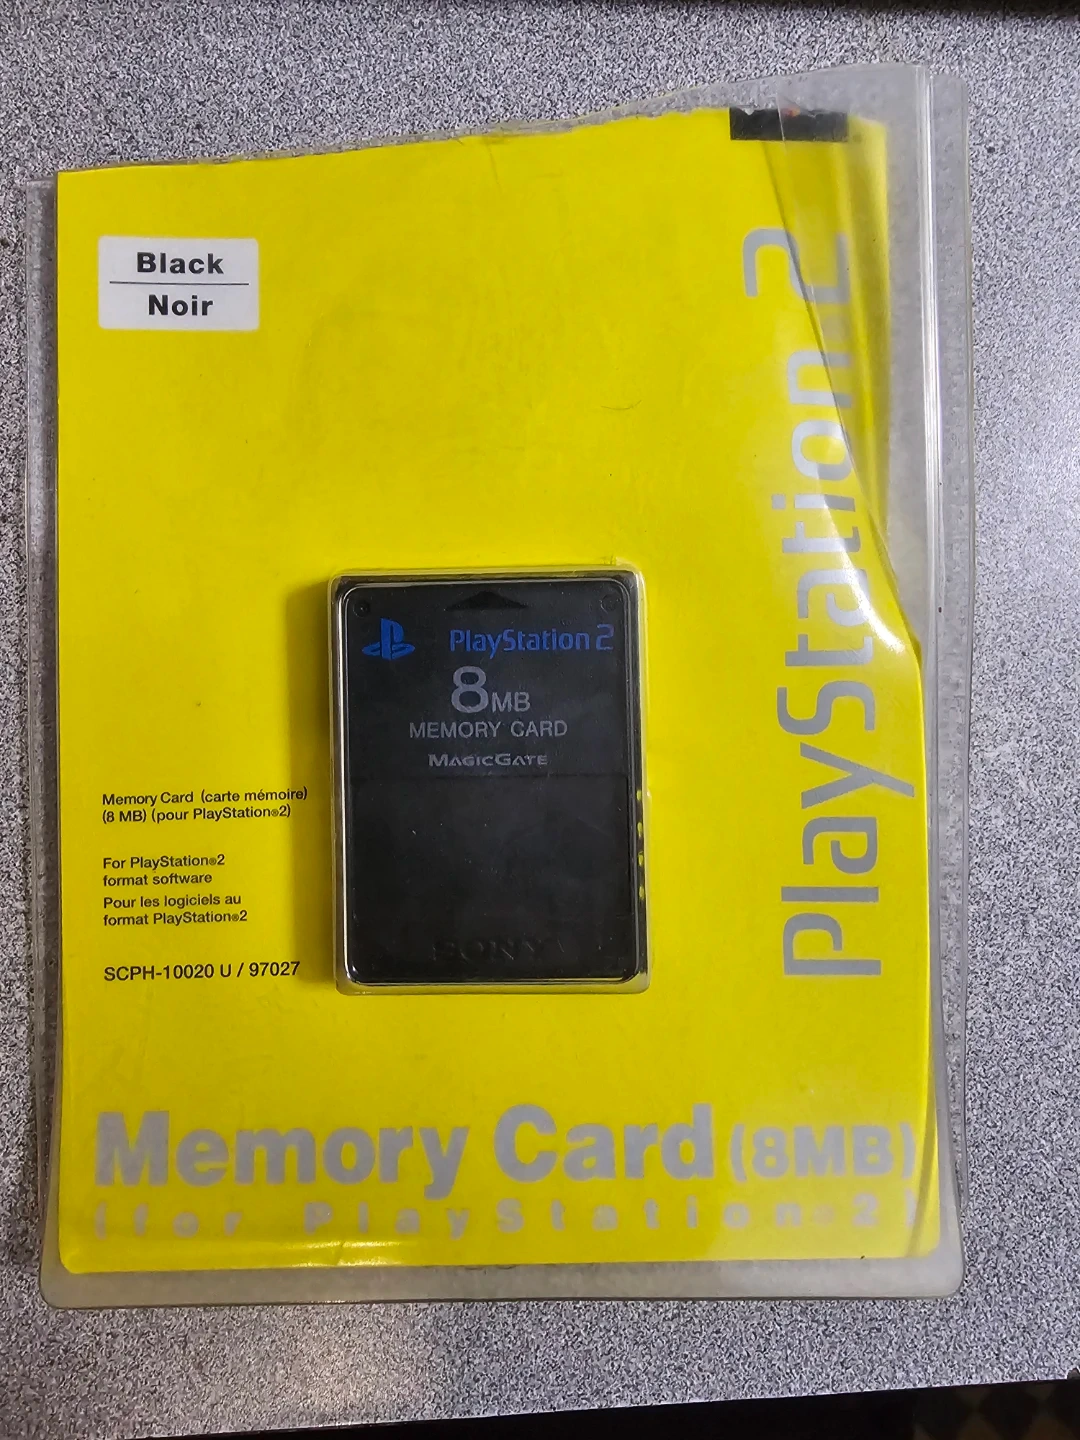 Black
Noir
PlayStation 2
PlayStation 2
8MB
MEMORY CARD
MAGICGATE
SONY
Memory Card (carte mémoire)
(8 MB) (pour PlayStation®2)
For PlayStation®2
format software
Pour les logiciels au
format PlayStation®2
SCPH-10020 U / 97027
Memory Card (8MB)
(for PlayStation®2)